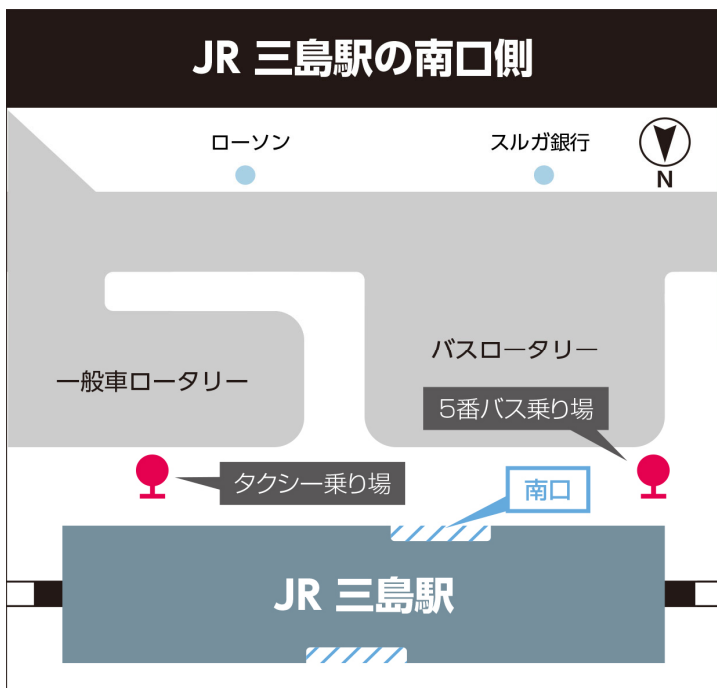 JR 三島駅の南口側
ローソン
スルガ銀行
N
バスロータリー
一般車ロータリー
5番バス乗り場
タクシー乗り場
南口
JR 三島駅